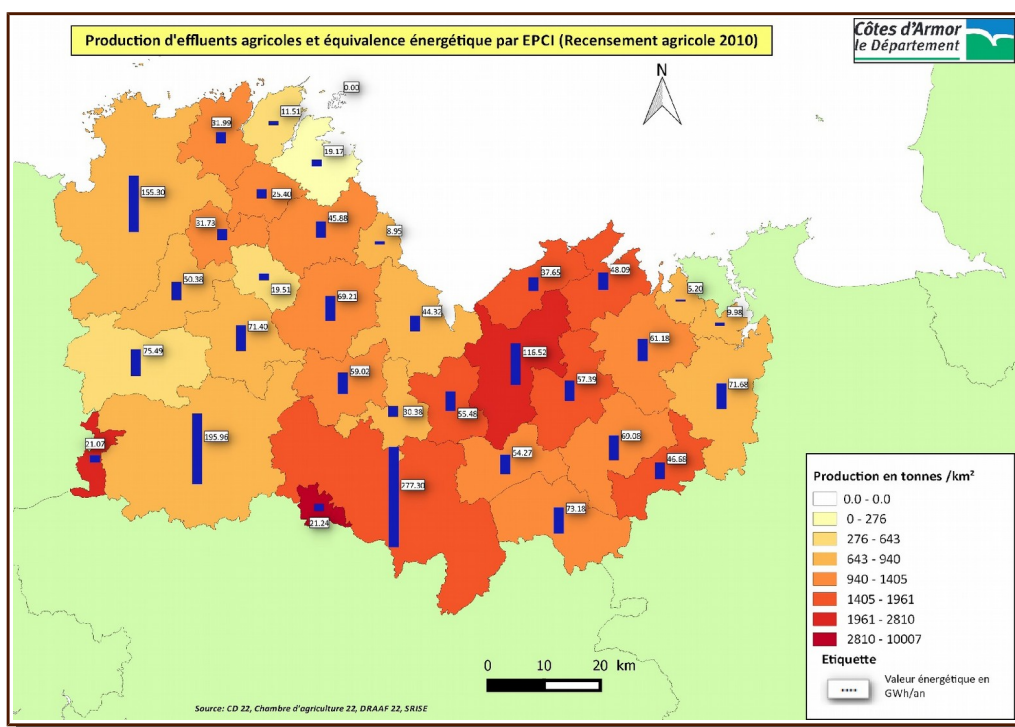 Production d'effluents agricoles et équivalence énergétique par EPCI (Recensement agricole 2010)
Côtes d'Armor
le Département
N
0.00
11.51
31.99
19.17
155.30
25.40
45.88
31.73
8.95
37.65
48.09
50.38
19.51
5.20
69.21
44.32
9.98
71.40
61.18
116.52
75.49
59.02
57.39
71.68
30.38
55.48
195.96
21.07
54.27
69.08
46.68
277.30
73.18
21.24
Production en tonnes /km²
0.0 - 0.0
0 - 276
276 - 643
643 - 940
940 - 1405
1405 - 1961
1961 - 2810
2810 - 10007
Etiquette
**** Valeur énergétique en
GWh/an
0 10 20 km
Source: CD 22, Chambre d'agriculture 22, DRAAF 22, SRISE